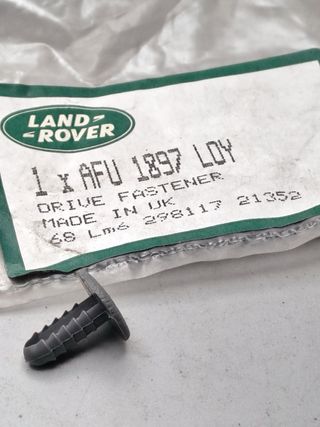 LAND-
-ROVER
1 x AFU 1897 LOY
DRIVE FASTENER
MADE IN UK
68 Lm6 298117 21352